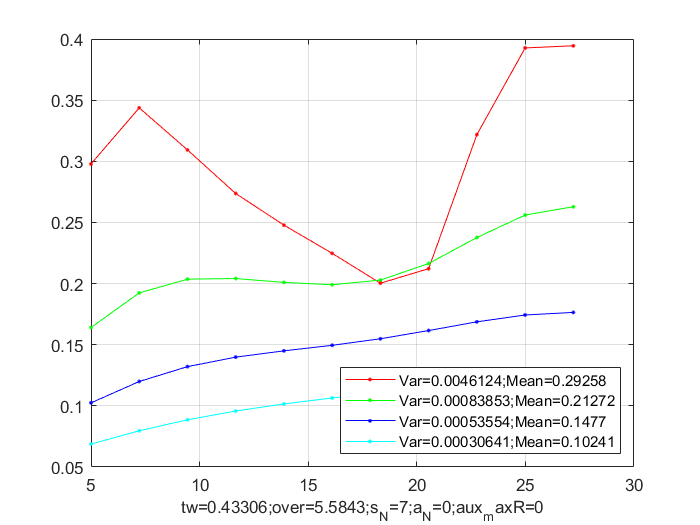 0.4
0.35
0.3
0.25
0.2
0.15
0.1
0.05
5
10
15
20
25
30
Var=0.0046124;Mean=0.29258
Var=0.00083853;Mean=0.21272
Var=0.00053554;Mean=0.1477
Var=0.00030641;Mean=0.10241
tw=0.43306;over=5.5843;s_N=7;a_N=0;aux_maxR=0